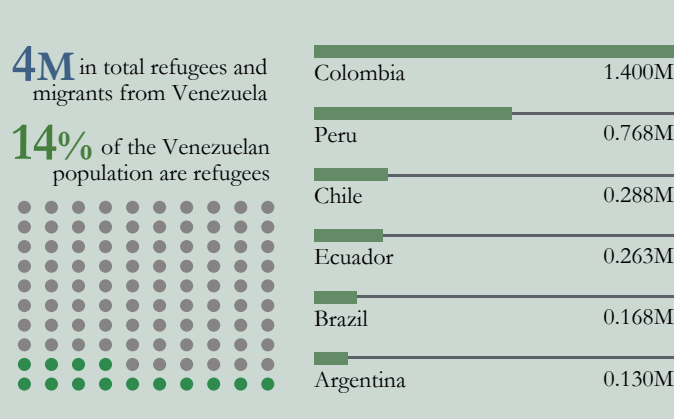 4M in total refugees and
migrants from Venezuela
14% of the Venezuelan
population are refugees
Colombia 1.400M
Peru 0.768M
Chile 0.288M
Ecuador 0.263M
Brazil 0.168M
Argentina 0.130M